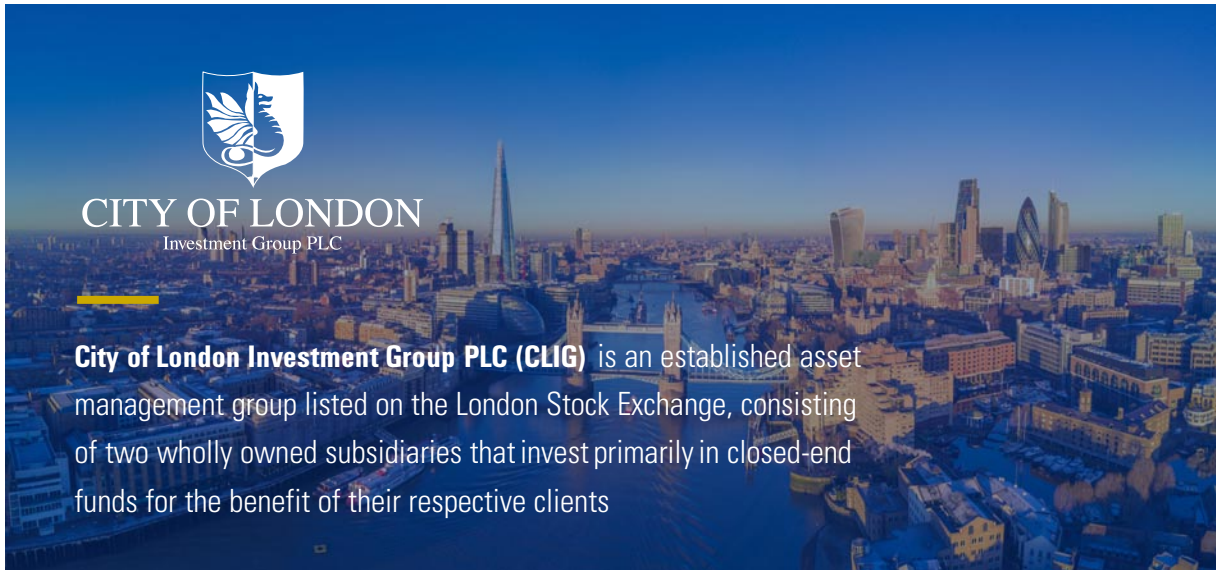 CITY OF LONDON
Investment Group PLC
City of London Investment Group PLC (CLIG) is an established asset
management group listed on the London Stock Exchange, consisting
of two wholly owned subsidiaries that invest primarily in closed-end
funds for the benefit of their respective clients